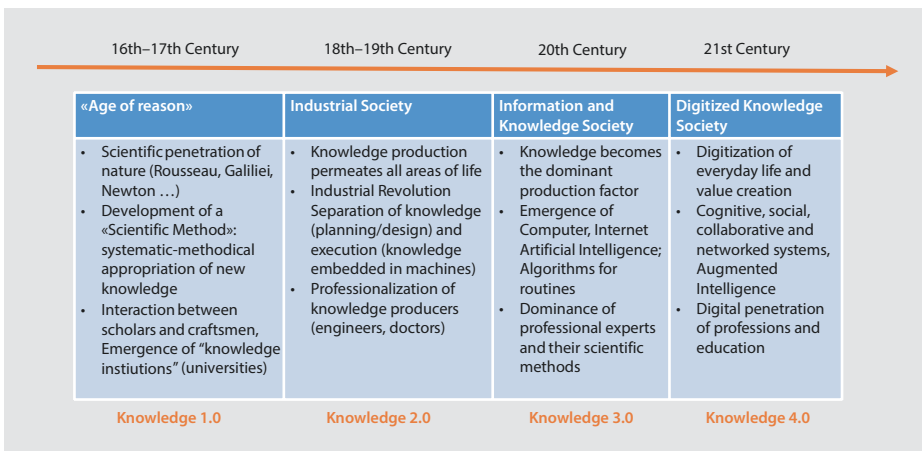 16th–17th Century
18th–19th Century
20th Century
21st Century
«Age of reason»
• Scientific penetration of
nature (Rousseau, Galiliei,
Newton …)
• Development of a
«Scientific Method»:
systematic-methodical
appropriation of new
knowledge
• Interaction between
scholars and craftsmen,
Emergence of “knowledge
instiutions” (universities)
Knowledge 1.0
Industrial Society
• Knowledge production
permeates all areas of life
• Industrial Revolution
Separation of knowledge
(planning/design) and
execution (knowledge
embedded in machines)
• Professionalization of
knowledge producers
(engineers, doctors)
Knowledge 2.0
Information and
Knowledge Society
• Knowledge becomes
the dominant
production factor
• Emergence of
Computer, Internet
Artificial Intelligence;
Algorithms for
routines
• Dominance of
professional experts
and their scientific
methods
Knowledge 3.0
Digitized Knowledge
Society
• Digitization of
everyday life and
value creation
• Cognitive, social,
collaborative and
networked systems,
Augmented
Intelligence
• Digital penetration
of professions and
education
Knowledge 4.0